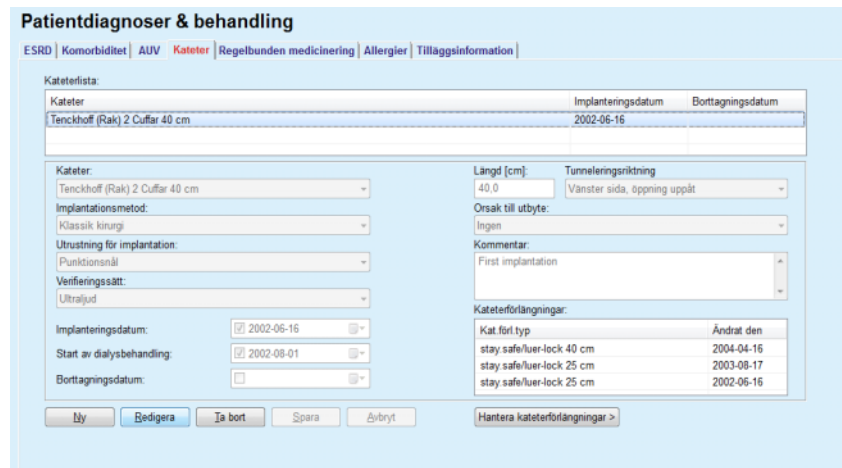 Patientdiagnoser & behandling
ESRD Komorbiditet AUV Kateter Regelbunden medicinering Allergier Tilläggsinformation
Kateterlista:
Kateter Implanteringsdatum Borttagningsdatum
Tenckhoff (Rak) 2 Cuffar 40 cm 2002-06-16
Kateter: Längd [cm]: Tunneleringsriktning
Tenckhoff (Rak) 2 Cuffar 40 cm 40,0 Vänster sida, öppning uppåt
Implantationsmetod: Orsak till utbyte:
Klassik kirurgi Ingen
Utrustning för implantation: Kommentar:
Punktionsnål First implantation
Verifieringssätt:
Ultraljud
Kateterförlängningar:
Implanteringsdatum: 2002-06-16 Kat.förl.typ Ändrat den
stay.safe/luer-lock 40 cm 2004-04-16
Start av dialysbehandling: 2002-08-01
stay.safe/luer-lock 25 cm 2003-08-17
Borttagningsdatum: stay.safe/luer-lock 25 cm 2002-06-16
Ny Redigera Ta bort Spara Avbryt Hantera kateterförlängningar >